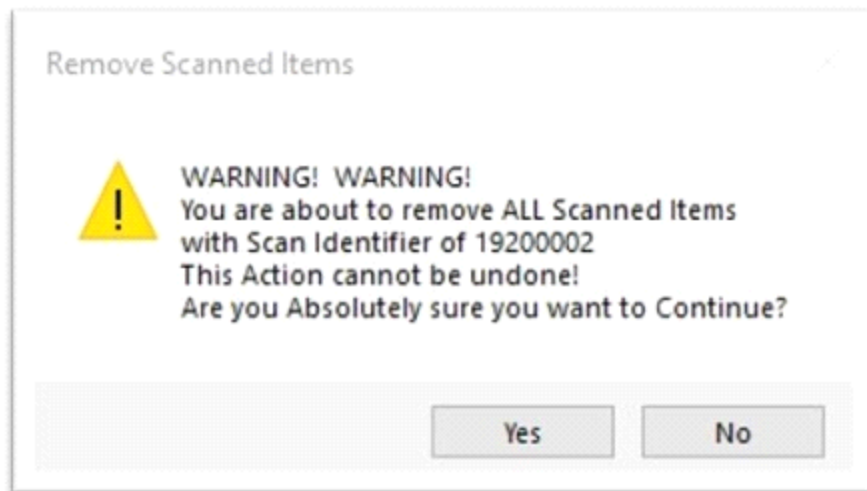 Remove Scanned Items
WARNING!  WARNING!
You are about to remove ALL Scanned Items
with Scan Identifier of 19200002
This Action cannot be undone!
Are you Absolutely sure you want to Continue?
Yes
No